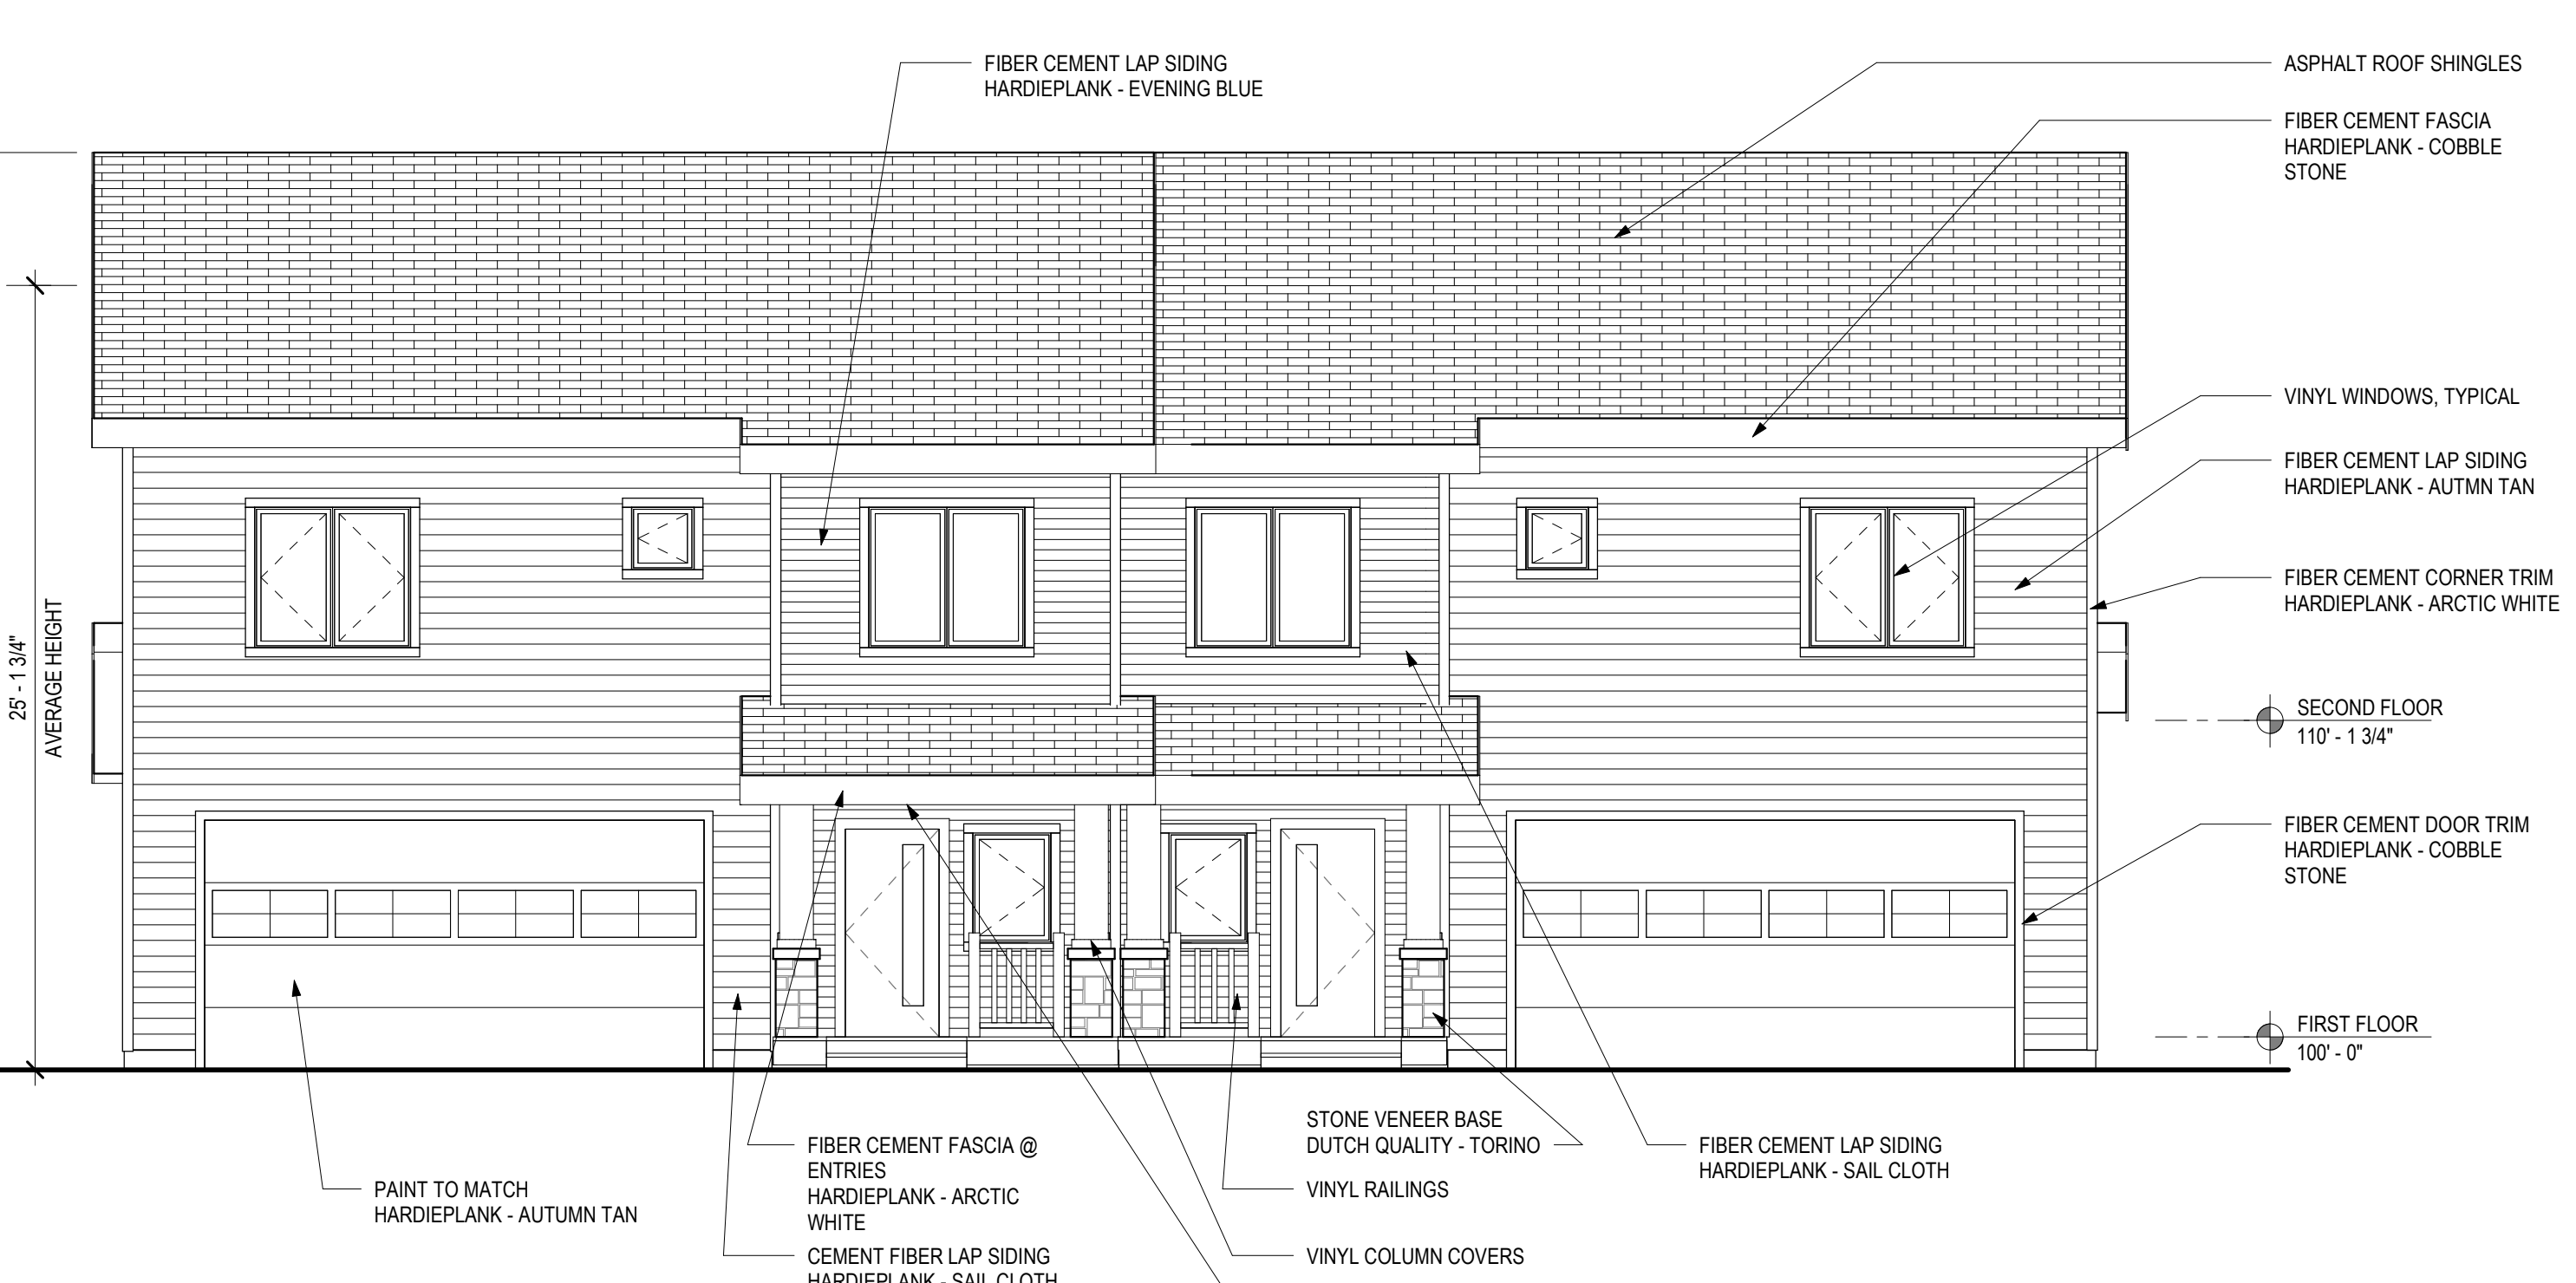 FIBER CEMENT LAP SIDING
HARDIEPLANK - EVENING BLUE
ASPHALT ROOF SHINGLES
FIBER CEMENT FASCIA
HARDIEPLANK - COBBLE
STONE
VINYL WINDOWS, TYPICAL
FIBER CEMENT LAP SIDING
HARDIEPLANK - AUTMN TAN
FIBER CEMENT CORNER TRIM
HARDIEPLANK - ARCTIC WHITE
25' - 1 3/4"
AVERAGE HEIGHT
SECOND FLOOR
110' - 1 3/4"
FIBER CEMENT DOOR TRIM
HARDIEPLANK - COBBLE
STONE
FIRST FLOOR
100' - 0"
PAINT TO MATCH
HARDIEPLANK - AUTUMN TAN
FIBER CEMENT FASCIA @
ENTRIES
HARDIEPLANK - ARCTIC
WHITE
CEMENT FIBER LAP SIDING
HARDIEPLANK - SAIL CLOTH
STONE VENEER BASE
DUTCH QUALITY - TORINO
VINYL RAILINGS
VINYL COLUMN COVERS
FIBER CEMENT LAP SIDING
HARDIEPLANK - SAIL CLOTH